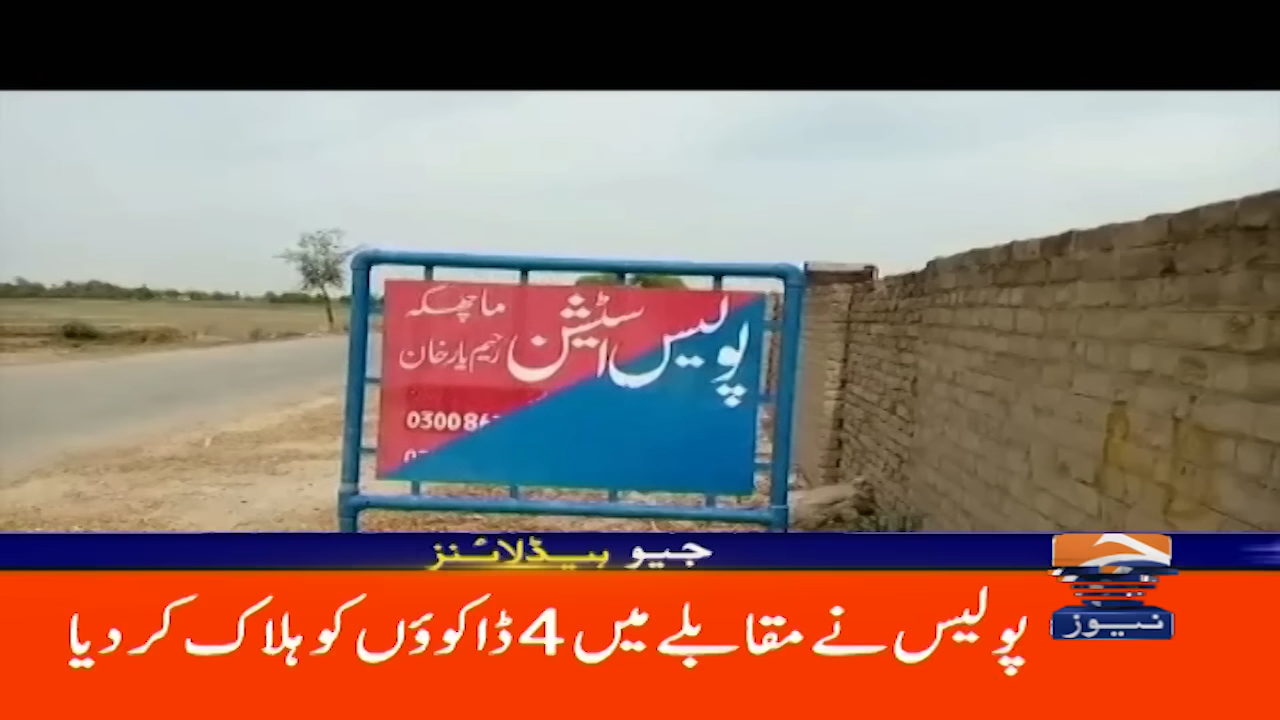 پولیس اسٹیشن
ماچھکہ
رحیم یار خان
جیو ہیڈلائنز
نیوز
پولیس نے مقابلے میں 4 ڈاکوؤں کو ہلاک کر دیا